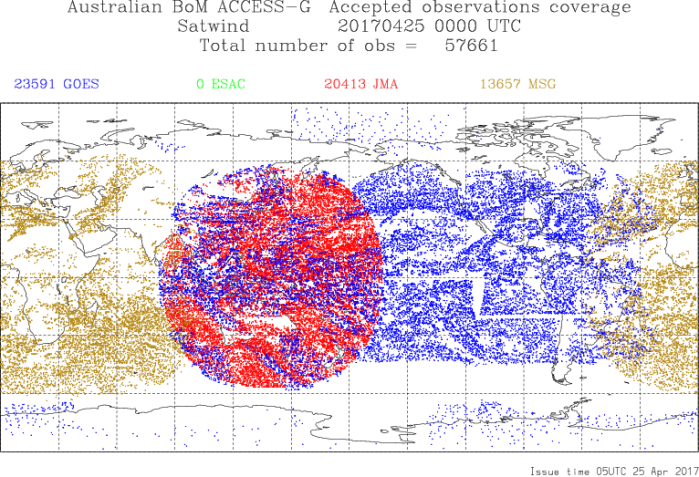 Australian BoM ACCESS-G Accepted observations coverage
Satwind 20170425 0000 UTC
Total number of obs = 57661
23591 GOES 0 ESAC 20413 JMA 13657 MSG
Issue time 05UTC 25 Apr 2017